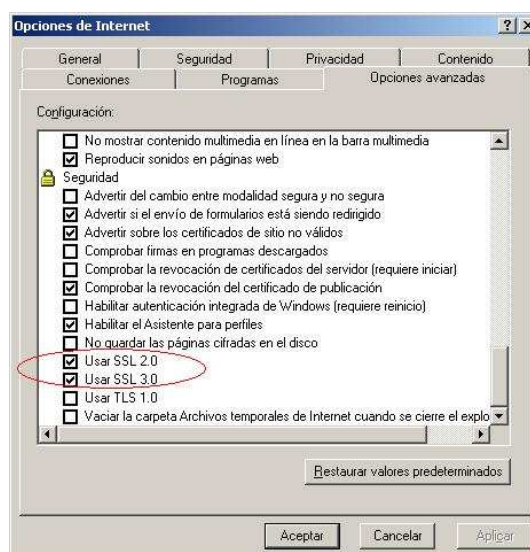 Opciones de Internet
General Seguridad Privacidad Contenido
Conexiones Programas Opciones avanzadas
Configuración:
No mostrar contenido multimedia en línea en la barra multimedia
Reproducir sonidos en páginas web
Seguridad
Advertir del cambio entre modalidad segura y no segura
Advertir si el envío de formularios está siendo redirigido
Advertir sobre los certificados de sitio no válidos
Comprobar firmas en programas descargados
Comprobar la revocación de certificados del servidor (requiere iniciar)
Comprobar la revocación del certificado de publicación
Habilitar autenticación integrada de Windows (requiere reinicio)
Habilitar el Asistente para perfiles
No guardar las páginas cifradas en el disco
Usar SSL 2.0
Usar SSL 3.0
Usar TLS 1.0
Vaciar la carpeta Archivos temporales de Internet cuando se cierre el explo
Restaurar valores predeterminados
Aceptar Cancelar Aplicar